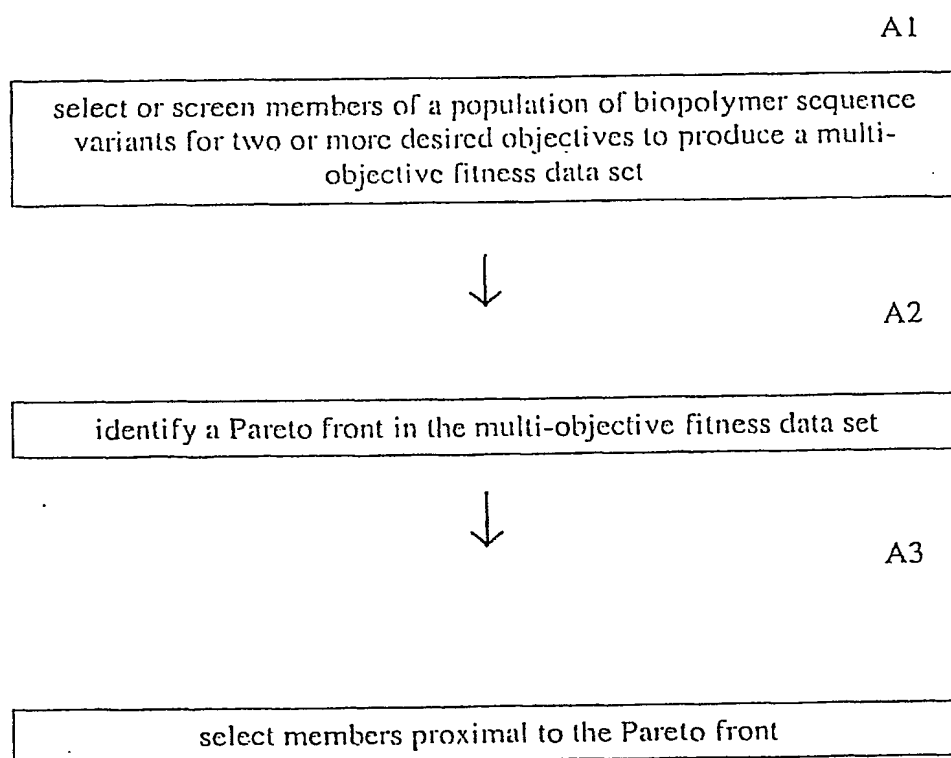 A1
select or screen members of a population of biopolymer sequence
variants for two or more desired objectives to produce a multi-
objective fitness data set
A2
identify a Pareto front in the multi-objective fitness data set
A3
select members proximal to the Pareto front